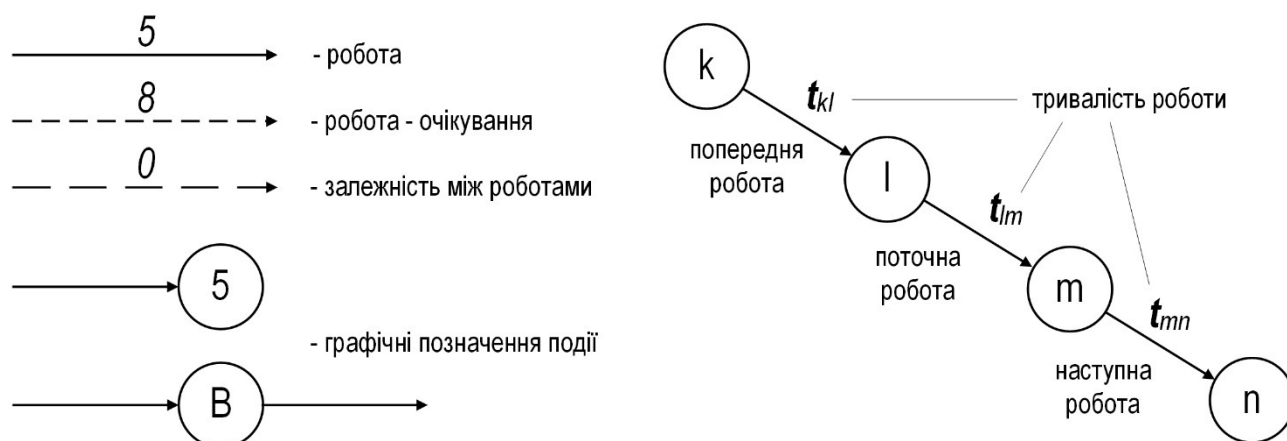 5
- робота
8
- робота - очікування
0
- залежність між роботами
5
- графічні позначення події
B
k
tkl
тривалість роботи
попередня
робота
l
tlm
поточна
робота
m
tmn
наступна
робота
n